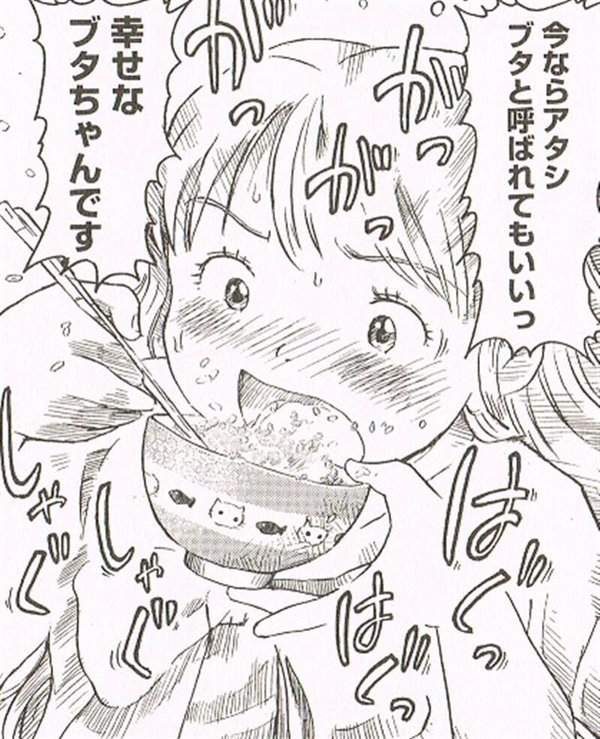 今ならアタシ
ブタと呼ばれてもいいっ
幸せな
ブタちゃんです
がっ
がっ
がっ
はぐっ
はぐっ
しゃぐ
しゃぐ